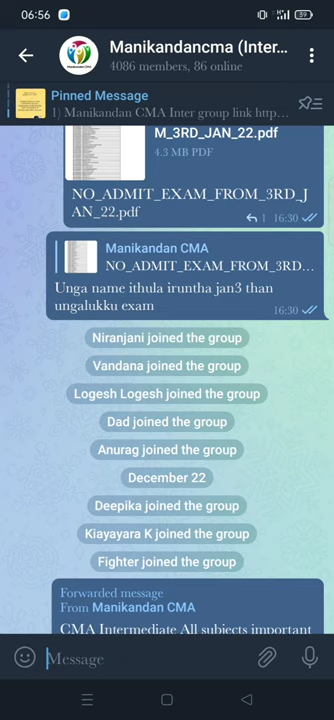 06:56
39
Manikandancma (Inter...
4086 members, 86 online
Pinned Message
1) Manikandan CMA Inter group link http...
M_3RD_JAN_22.pdf
4.3 MB PDF
NO_ADMIT_EXAM_FROM_3RD_J
AN_22.pdf
1 16:30
Manikandan CMA
NO_ADMIT_EXAM_FROM_3RD...
Unga name ithula iruntha jan3 than
ungalukku exam
16:30
Niranjani joined the group
Vandana joined the group
Logesh Logesh joined the group
Dad joined the group
Anurag joined the group
December 22
Deepika joined the group
Kiayayara K joined the group
Fighter joined the group
Forwarded message
From Manikandan CMA
CMA Intermediate All subjects important
Message